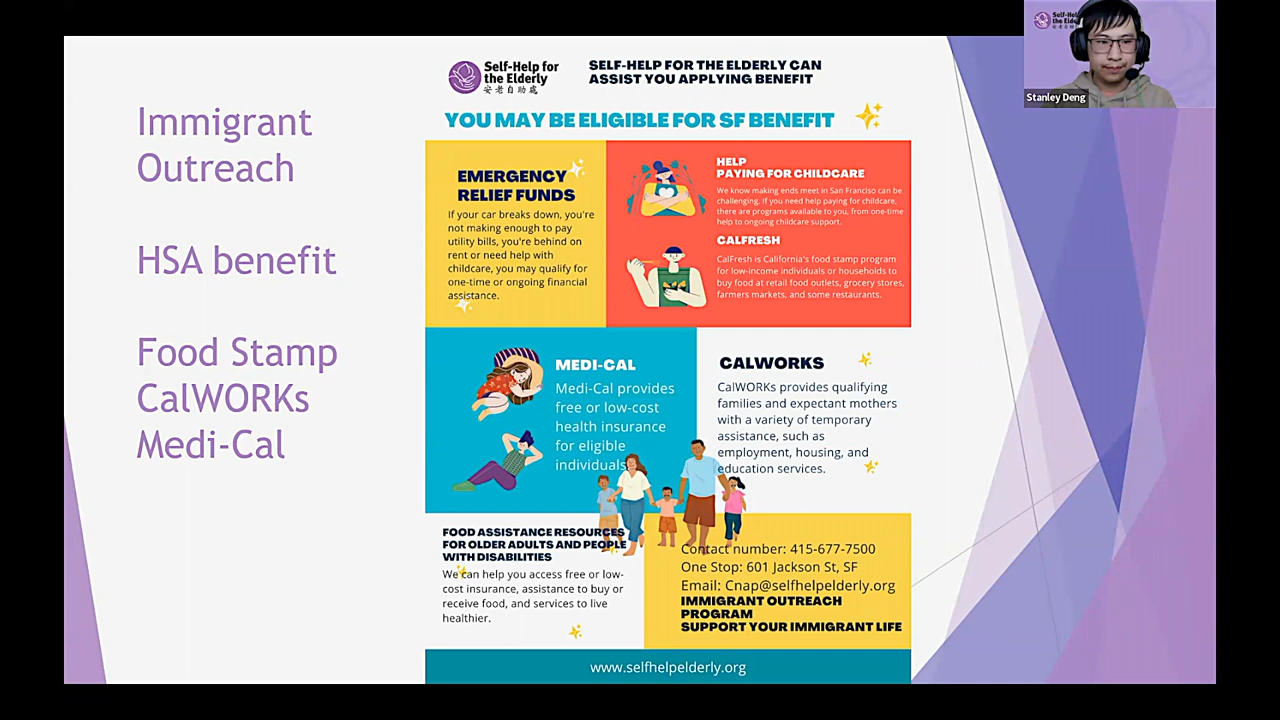 Immigrant
Outreach
HSA benefit
Food Stamp
CalWORKs
Medi-Cal
Self-Help for
the Elderly
安老自助處
SELF-HELP FOR THE ELDERLY CAN
ASSIST YOU APPLYING BENEFIT
YOU MAY BE ELIGIBLE FOR SF BENEFIT
EMERGENCY
RELIEF FUNDS
If your car breaks down, you're
not making enough to pay
utility bills, you're behind on
rent or need help with
childcare, you may qualify for
one-time or ongoing financial
assistance.
HELP
PAYING FOR CHILDCARE
We know making ends meet in San Franciso can be
challenging. If you need help paying for childcare,
there are programs available to you, from one-time
help to ongoing childcare support.
CALFRESH
CalFresh is California's food stamp program
for low-income individuals or households to
buy food at retail food outlets, grocery stores,
farmers markets, and some restaurants.
MEDI-CAL
Medi-Cal provides
free or low-cost
health insurance
for eligible
individuals
CALWORKS
CalWORKs provides qualifying
families and expectant mothers
with a variety of temporary
assistance, such as
employment, housing, and
education services.
FOOD ASSISTANCE RESOURCES
FOR OLDER ADULTS AND PEOPLE
WITH DISABILITIES
We can help you access free or low-
cost insurance, assistance to buy or
receive food, and services to live
healthier.
Contact number: 415-677-7500
One Stop: 601 Jackson St, SF
Email: Cnap@selfhelpelderly.org
IMMIGRANT OUTREACH
PROGRAM
SUPPORT YOUR IMMIGRANT LIFE
www.selfhelpelderly.org
Stanley Deng